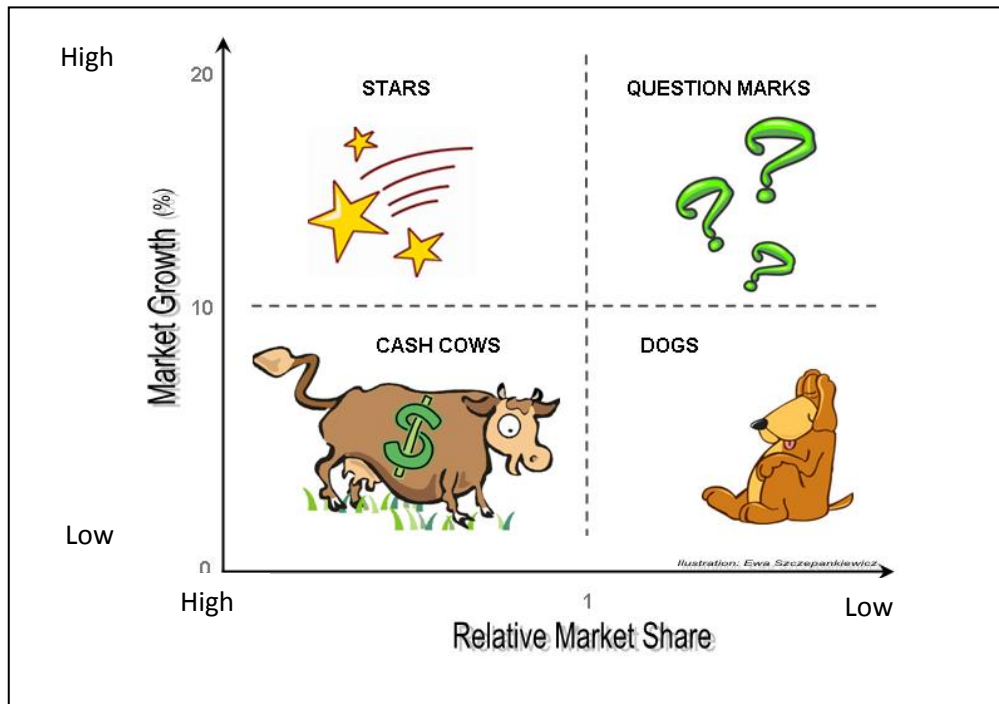 High
20
STARS
QUESTION MARKS
Market Growth (%)
10
CASH COWS
DOGS
$
Low
0
Ilustration: Ewa Szczepankiewicz
High
1
Low
Relative Market Share